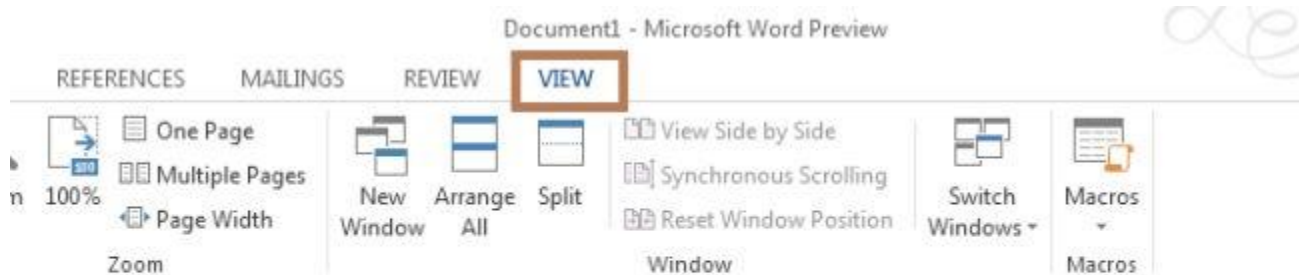 Document1 - Microsoft Word Preview
REFERENCES MAILINGS REVIEW VIEW
One Page
Multiple Pages
Page Width
100%
Zoom
New Window
Arrange All
Split
View Side by Side
Synchronous Scrolling
Reset Window Position
Window
Switch Windows
Macros
Macros